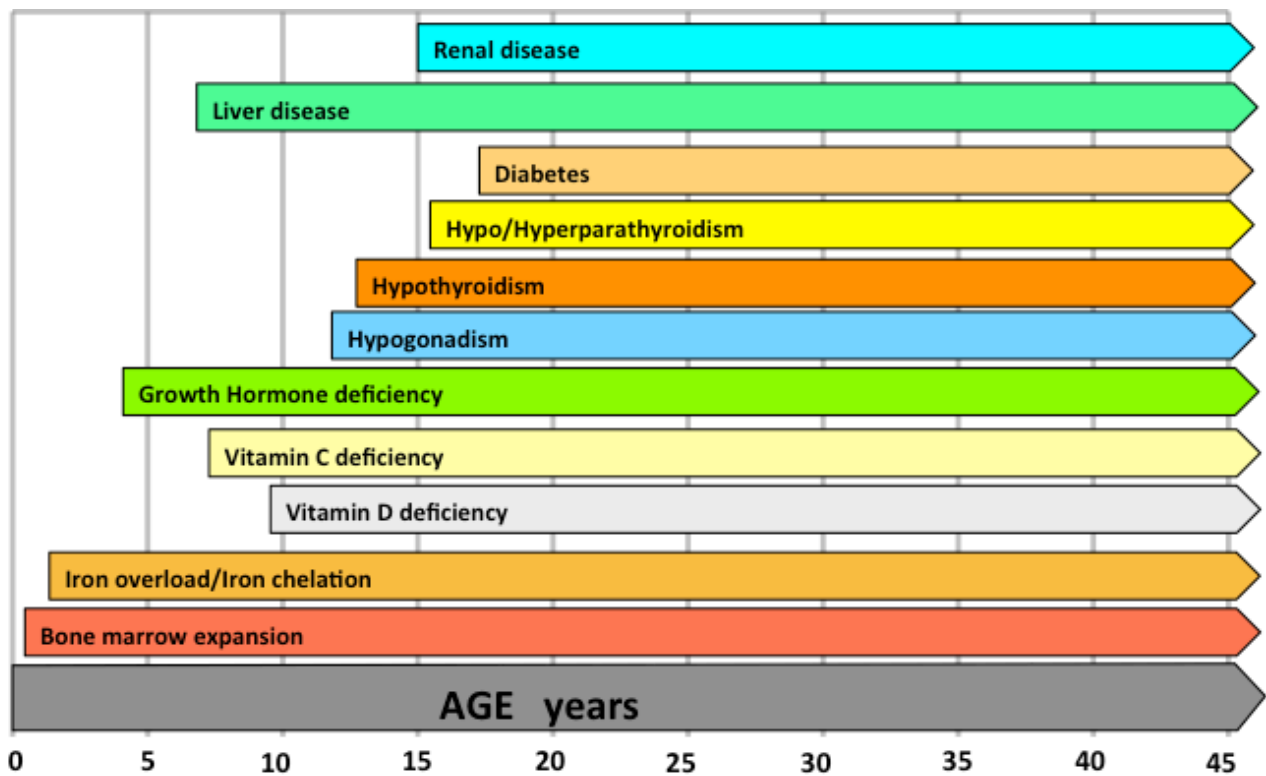 Renal disease
Liver disease
Diabetes
Hypo/Hyperparathyroidism
Hypothyroidism
Hypogonadism
Growth Hormone deficiency
Vitamin C deficiency
Vitamin D deficiency
Iron overload/Iron chelation
Bone marrow expansion
AGE years
0 5 10 15 20 25 30 35 40 45